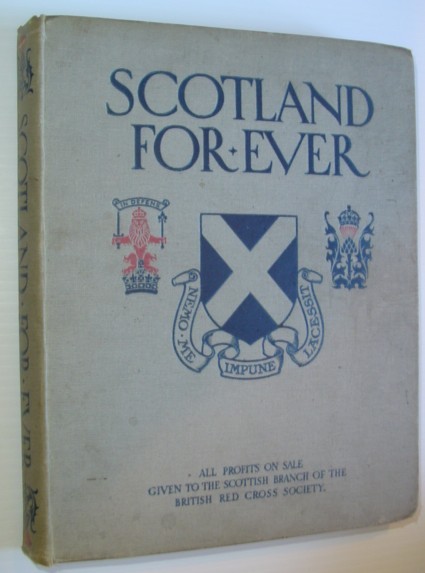 SCOTLAND
FOR·EVER
IN DEFENS
NEMO·ME
IMPUNE
LACESSIT
ALL PROFITS ON SALE
GIVEN TO THE SCOTTISH BRANCH OF THE
BRITISH RED CROSS SOCIETY.
SCOTLAND·FOR·EVER